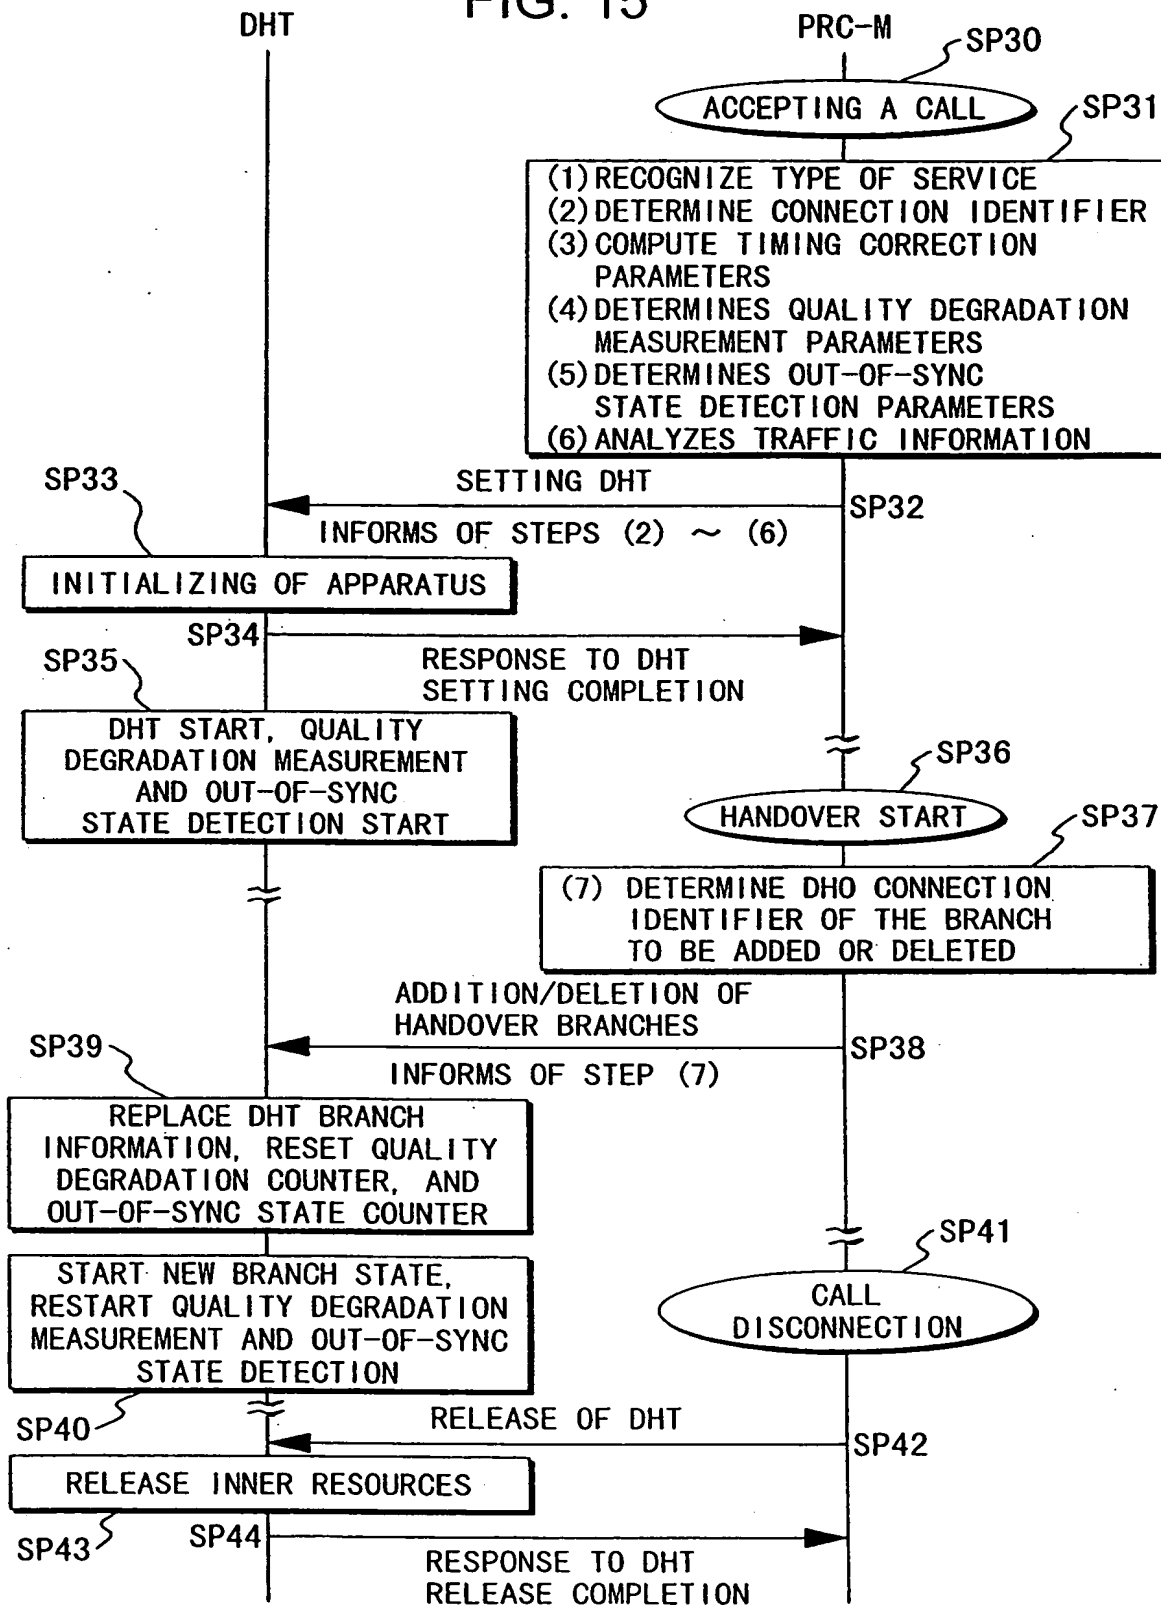 FIG. 15
DHT
PRC-M
SP30
ACCEPTING A CALL
SP31
(1) RECOGNIZE TYPE OF SERVICE
(2) DETERMINE CONNECTION IDENTIFIER
(3) COMPUTE TIMING CORRECTION
PARAMETERS
(4) DETERMINES QUALITY DEGRADATION
MEASUREMENT PARAMETERS
(5) DETERMINES OUT-OF-SYNC
STATE DETECTION PARAMETERS
(6) ANALYZES TRAFFIC INFORMATION
SP33
SETTING DHT
SP32
INFORMS OF STEPS (2) ~ (6)
INITIALIZING OF APPARATUS
SP34
RESPONSE TO DHT
SETTING COMPLETION
SP35
DHT START, QUALITY
DEGRADATION MEASUREMENT
AND OUT-OF-SYNC
STATE DETECTION START
SP36
HANDOVER START
SP37
(7) DETERMINE DHO CONNECTION
IDENTIFIER OF THE BRANCH
TO BE ADDED OR DELETED
ADDITION/DELETION OF
HANDOVER BRANCHES
SP38
SP39
INFORMS OF STEP (7)
REPLACE DHT BRANCH
INFORMATION, RESET QUALITY
DEGRADATION COUNTER, AND
OUT-OF-SYNC STATE COUNTER
SP41
START NEW BRANCH STATE,
RESTART QUALITY DEGRADATION
MEASUREMENT AND OUT-OF-SYNC
STATE DETECTION
CALL
DISCONNECTION
SP40
RELEASE OF DHT
SP42
RELEASE INNER RESOURCES
SP43
SP44
RESPONSE TO DHT
RELEASE COMPLETION